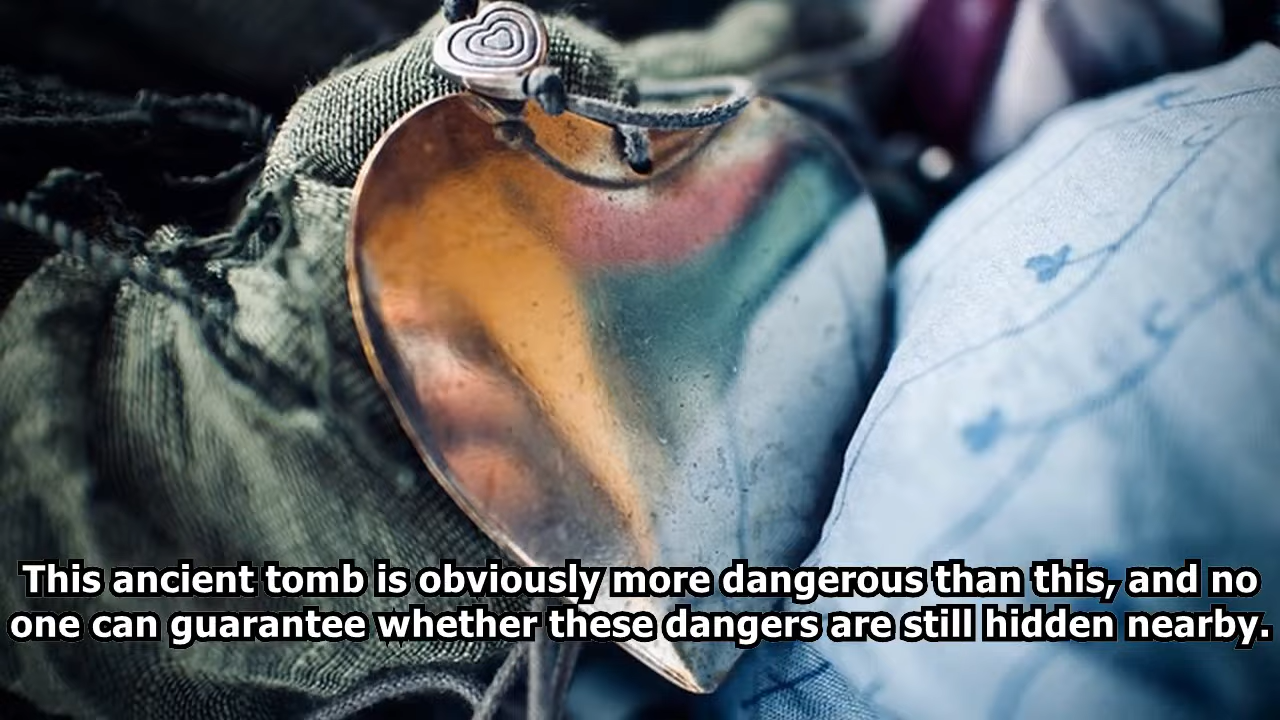 This ancient tomb is obviously more dangerous than this, and no
one can guarantee whether these dangers are still hidden nearby.